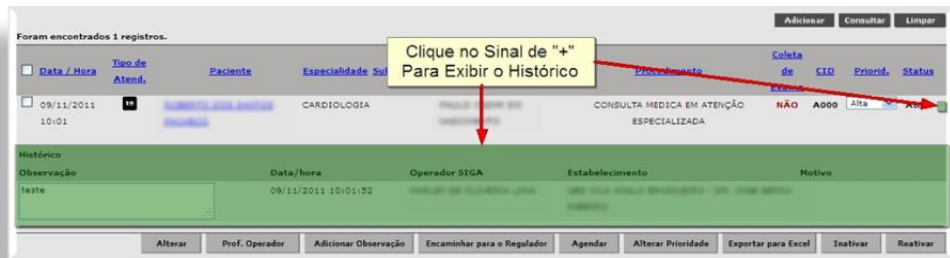 Adicionar Consultar Limpar
Foram encontrados 1 registros.
Clique no Sinal de "+"
Para Exibir o Histórico
Data / Hora Tipo de Atend. Paciente Especialidade Procedimento Coleta de Exame CID Priorid. Status
09/11/2011 10:01 CARDIOLOGIA CONSULTA MEDICA EM ATENÇÃO ESPECIALIZADA NÃO A000 Alta
Histórico
Observação Data/hora Operador SIGA Estabelecimento Motivo
teste 09/11/2011 10:01:52
Alterar Prof. Operador Adicionar Observação Encaminhar para o Regulador Agendar Alterar Prioridade Exportar para Excel Inativar Reativar